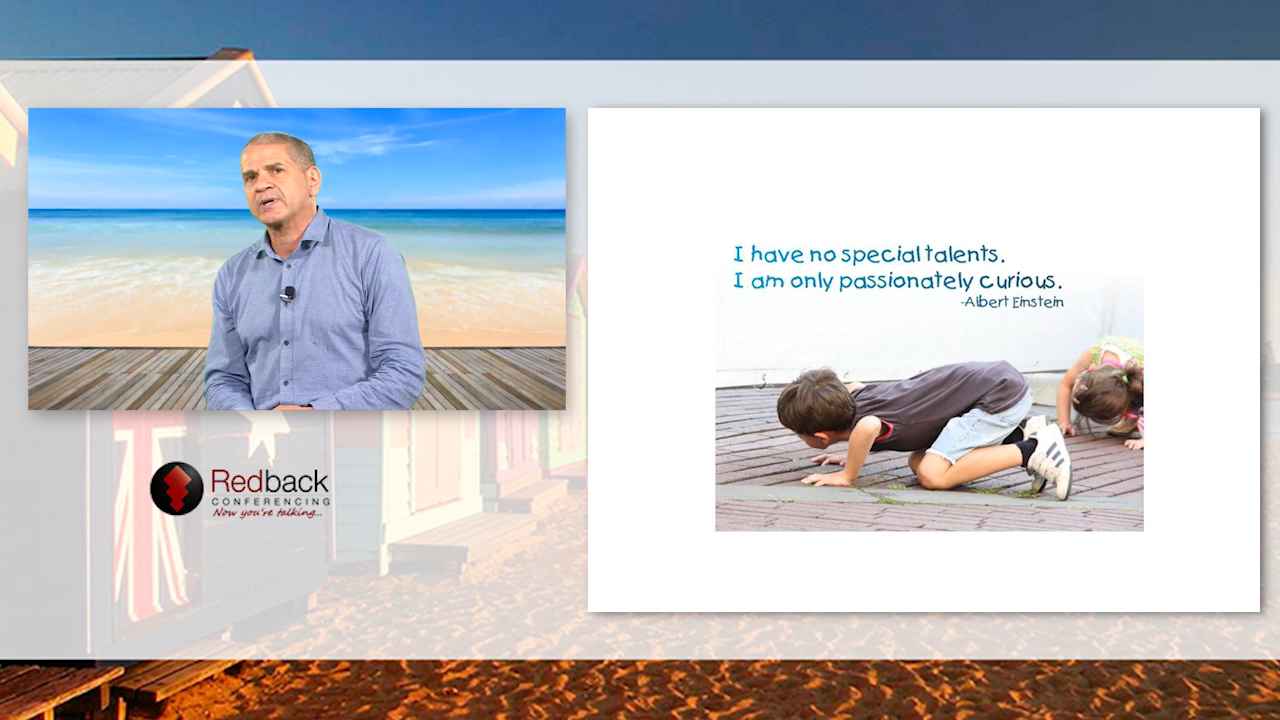 Redback
CONFERENCING
Now you're talking...
I have no special talents.
I am only passionately curious.
-Albert Einstein